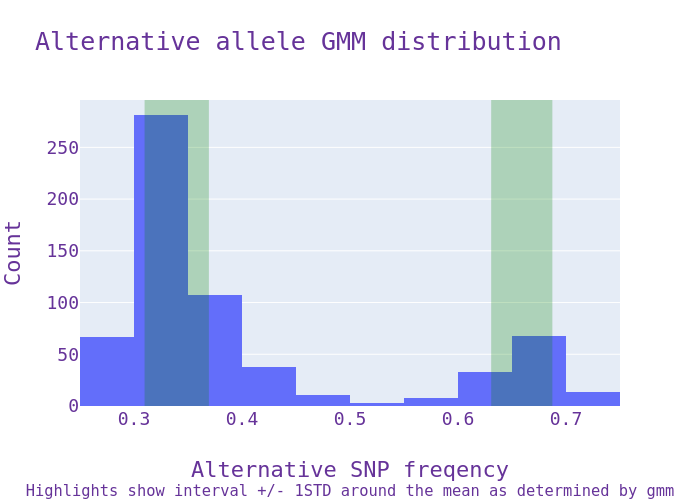 Alternative allele GMM distribution
250
200
150
100
50
0
Count
0.3 0.4 0.5 0.6 0.7
Alternative SNP freqency
Highlights show interval +/- 1STD around the mean as determined by gmm